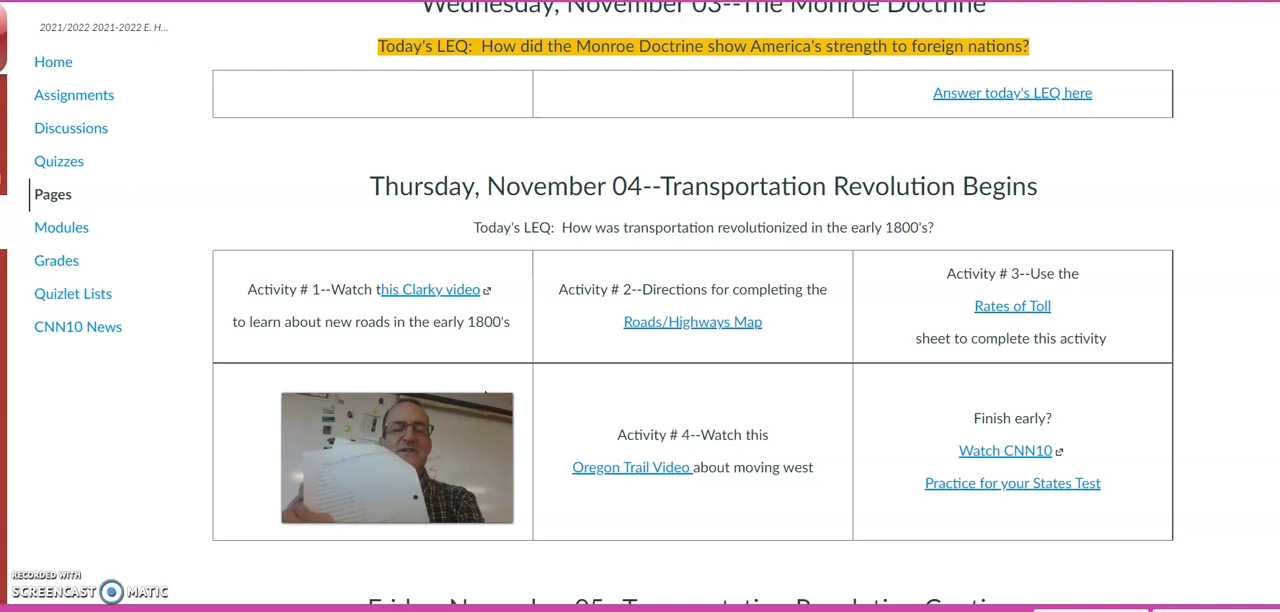 Wednesday, November 03--The Monroe Doctrine
2021/2022 2021-2022 E. H...
Today's LEQ: How did the Monroe Doctrine show America's strength to foreign nations?
Home
Assignments
Discussions
Quizzes
Pages
Modules
Grades
Quizlet Lists
CNN10 News
Answer today's LEQ here
Thursday, November 04--Transportation Revolution Begins
Today's LEQ: How was transportation revolutionized in the early 1800's?
Activity # 1--Watch this Clarky video
to learn about new roads in the early 1800's
Activity # 2--Directions for completing the
Roads/Highways Map
Activity # 3--Use the
Rates of Toll
sheet to complete this activity
Activity # 4--Watch this
Oregon Trail Video about moving west
Finish early?
Watch CNN10
Practice for your States Test
RECORDED WITH
SCREENCAST MATIC
Friday, November 05--Transportation Revolution